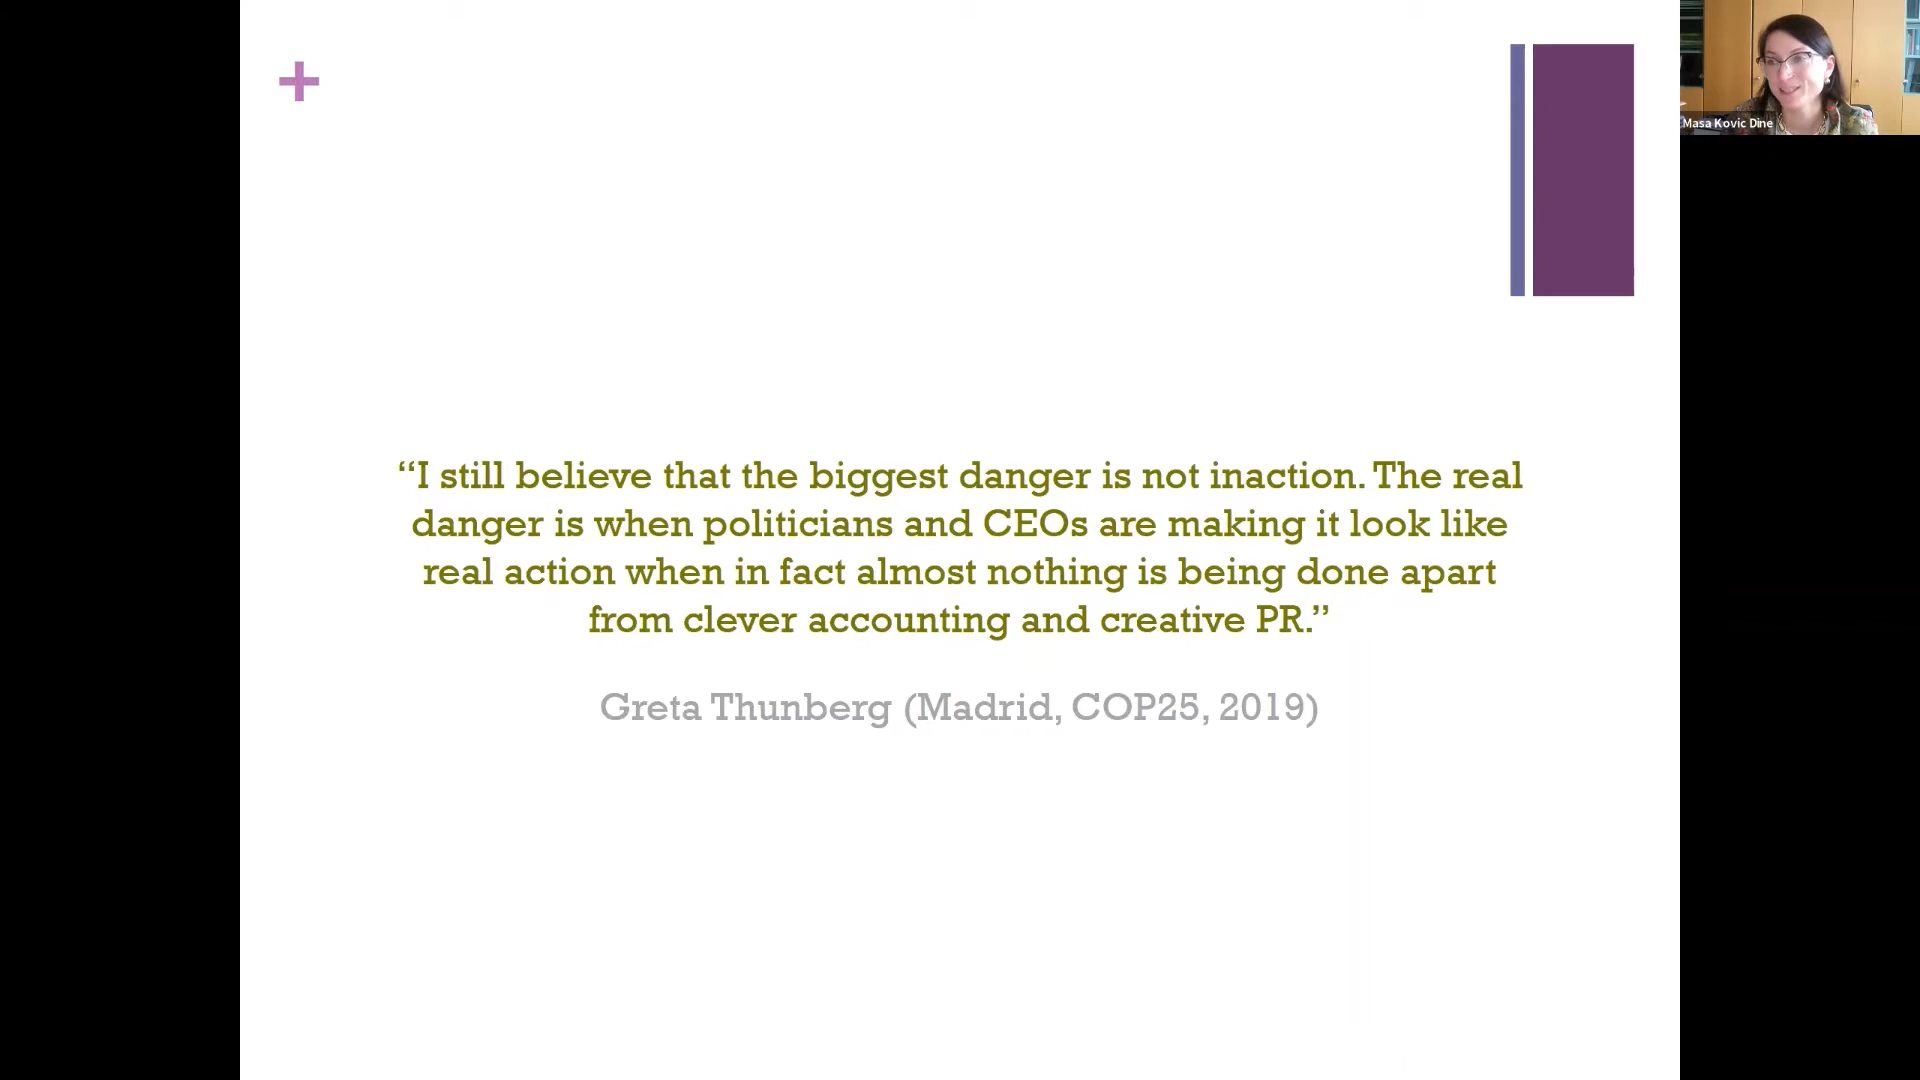 +
Masa Kovic Dine
“I still believe that the biggest danger is not inaction. The real
danger is when politicians and CEOs are making it look like
real action when in fact almost nothing is being done apart
from clever accounting and creative PR.”
Greta Thunberg (Madrid, COP25, 2019)